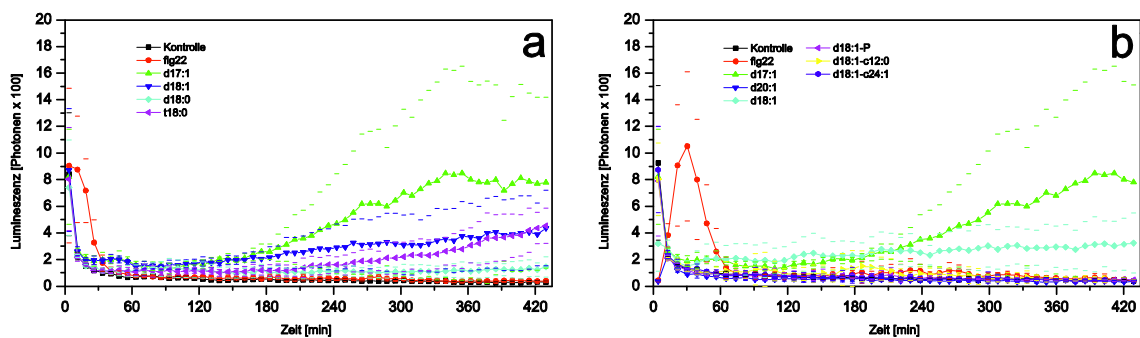 a
Kontrolle
flg22
d17:1
d18:1
d18:0
t18:0
Lumineszenz [Photonen x 100]
20
18
16
14
12
10
8
6
4
2
0
0 60 120 180 240 300 360 420
Zeit [min]
b
Kontrolle
flg22
d17:1
d20:1
d18:1
d18:1-P
d18:1-c12:0
d18:1-c24:1
Lumineszenz [Photonen x 100]
20
18
16
14
12
10
8
6
4
2
0
0 60 120 180 240 300 360 420
Zeit [min]